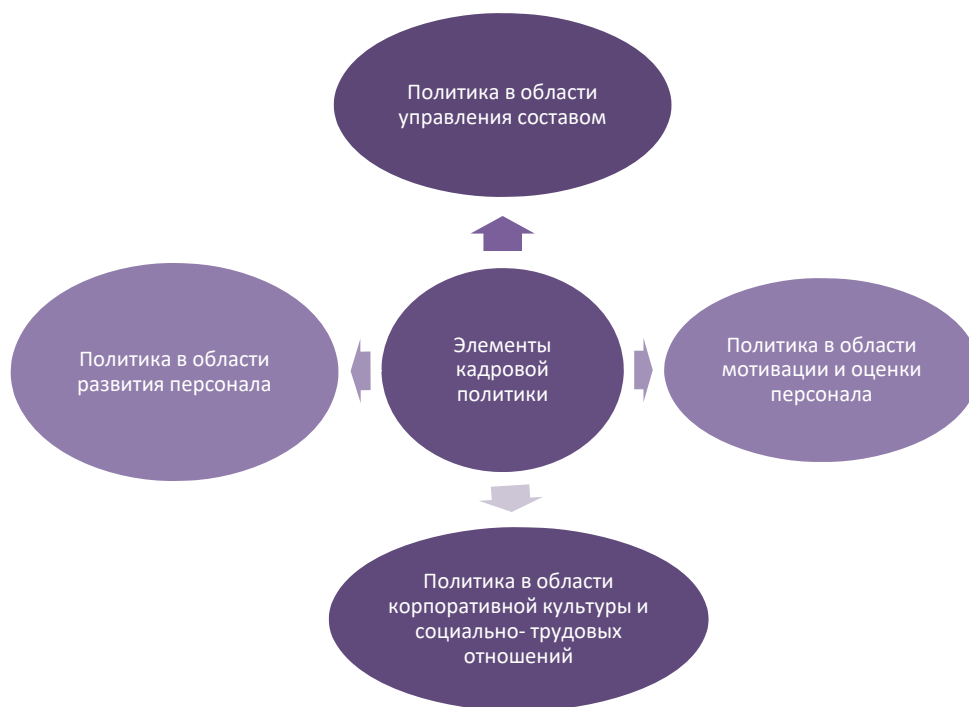 Политика в области
управления составом
Политика в области
развития персонала
Элементы
кадровой
политики
Политика в области
мотивации и оценки
персонала
Политика в области
корпоративной культуры и
социально- трудовых
отношений